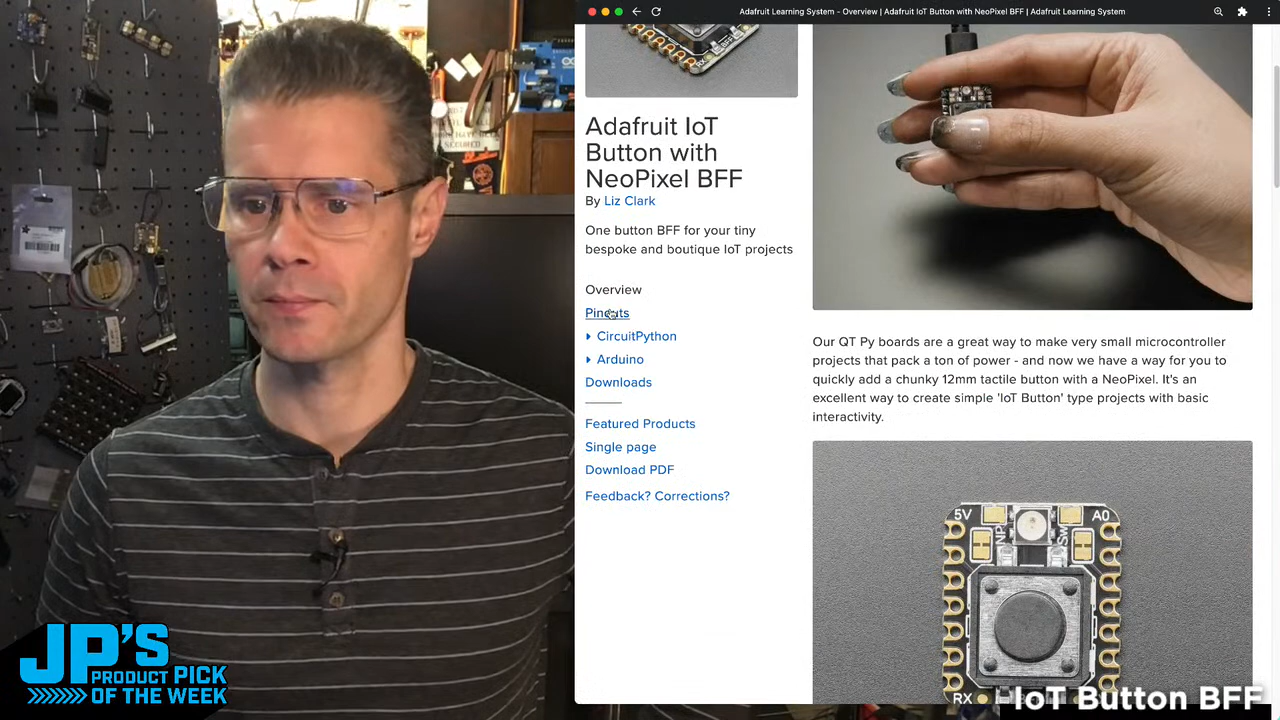 Adafruit Learning System - Overview | Adafruit IoT Button with NeoPixel BFF | Adafruit Learning System
Adafruit IoT
Button with
NeoPixel BFF
By Liz Clark
One button BFF for your tiny
bespoke and boutique IoT projects
Overview
Pinouts
CircuitPython
Arduino
Downloads
Featured Products
Single page
Download PDF
Feedback? Corrections?
Our QT Py boards are a great way to make very small microcontroller
projects that pack a ton of power - and now we have a way for you to
quickly add a chunky 12mm tactile button with a NeoPixel. It's an
excellent way to create simple 'IoT Button' type projects with basic
interactivity.
5V
A0
NP
SW
RX
JP'S
PRODUCT PICK
OF THE WEEK
IoT Button BFF